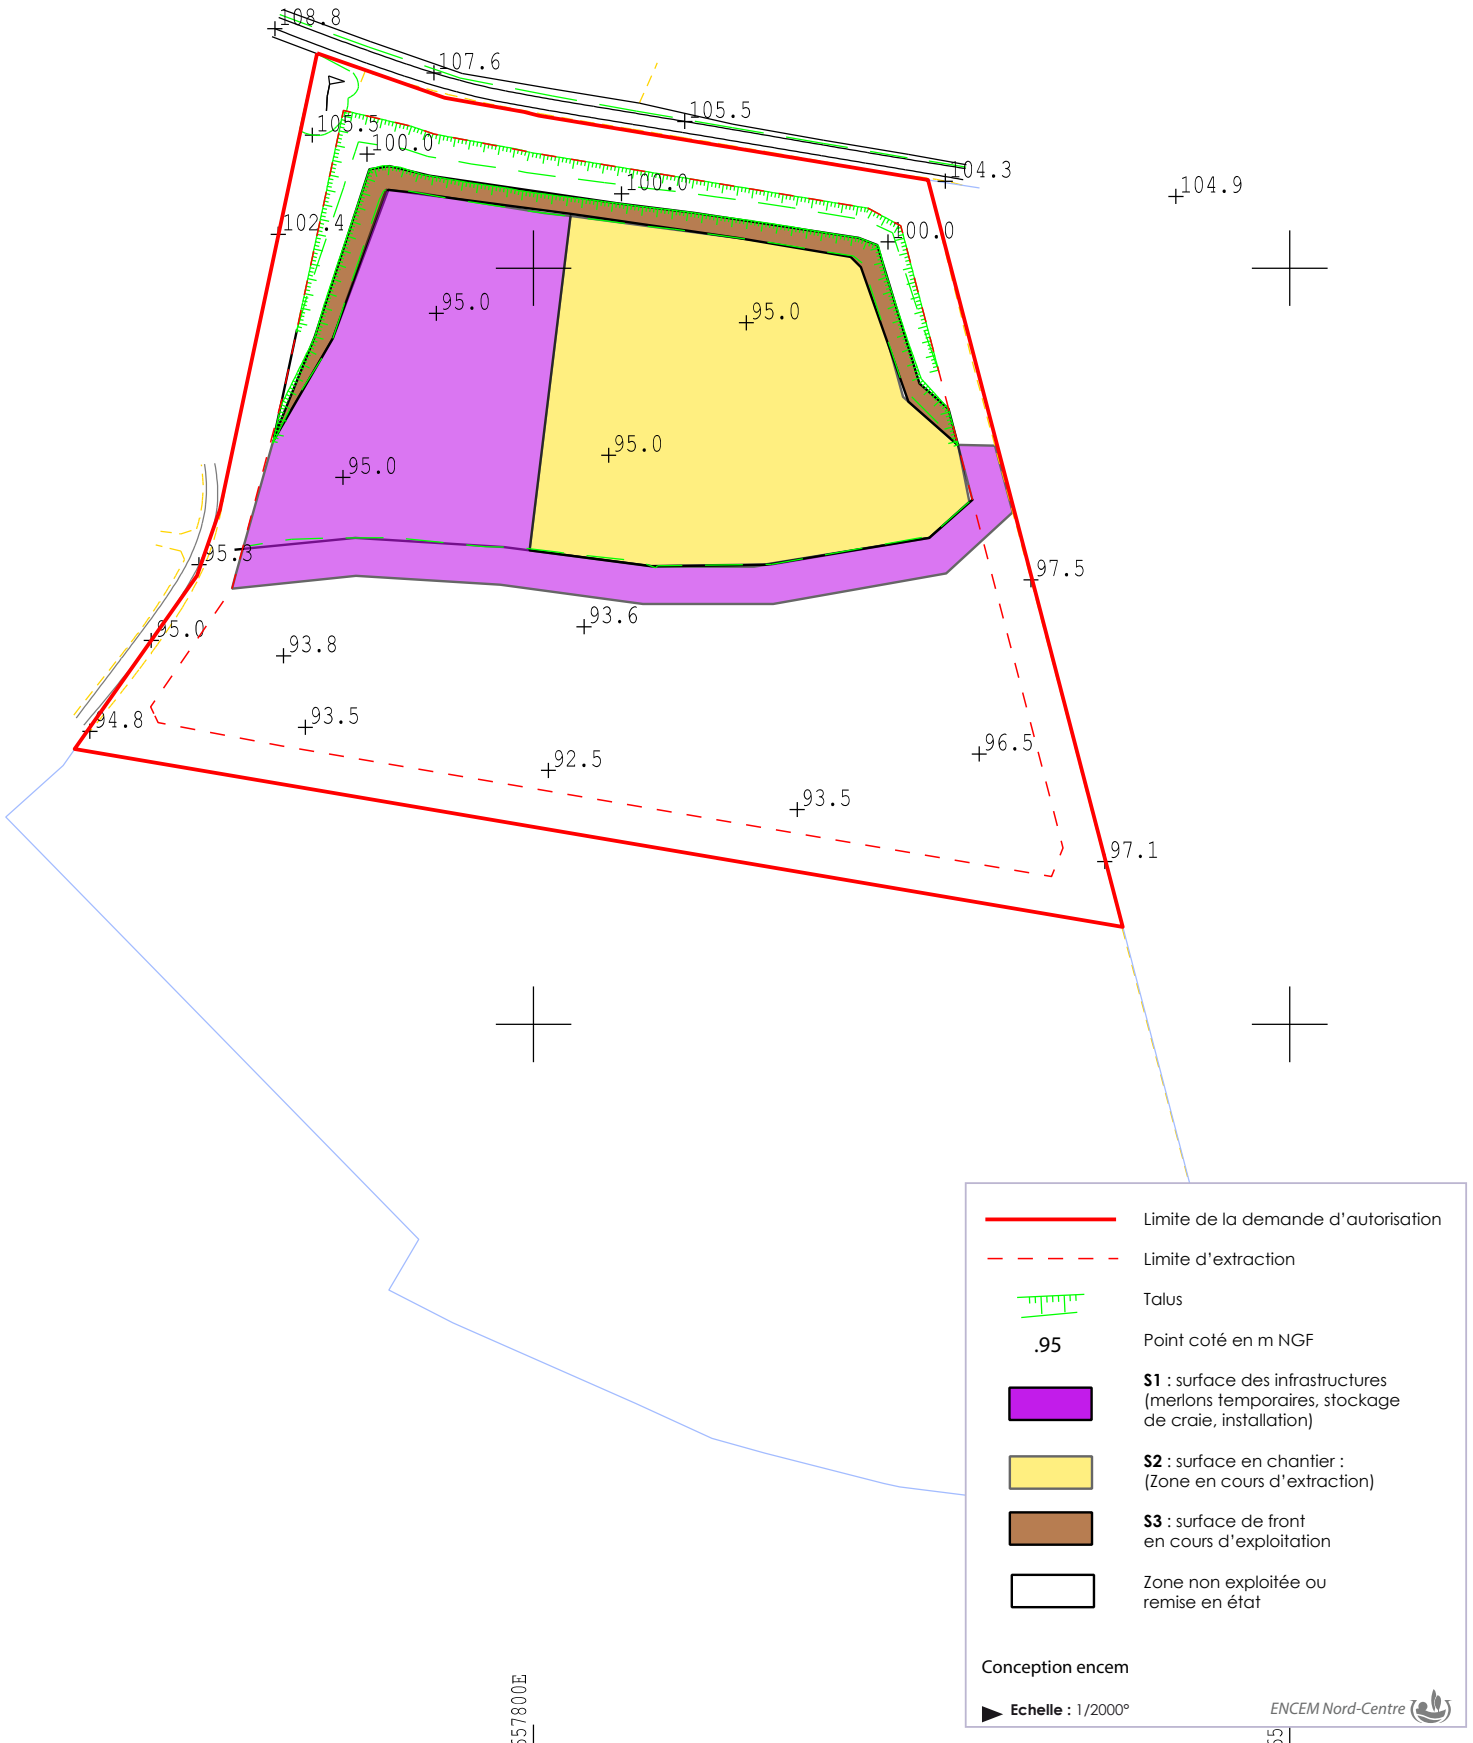 108.8
107.6
105.5
105.5
100.0
104.3
100.0
104.9
102.4
100.0
95.0
95.0
95.0
95.0
95.3
97.5
93.6
95.0
93.8
94.8
93.5
96.5
92.5
93.5
97.1
Limite de la demande d’autorisation
Limite d’extraction
Talus
.95
Point coté en m NGF
S1 : surface des infrastructures
(merlons temporaires, stockage
de craie, installation)
S2 : surface en chantier :
(Zone en cours d’extraction)
S3 : surface de front
en cours d’exploitation
Zone non exploitée ou
remise en état
Conception encem
Echelle : 1/2000°
ENCEM Nord-Centre
557800E